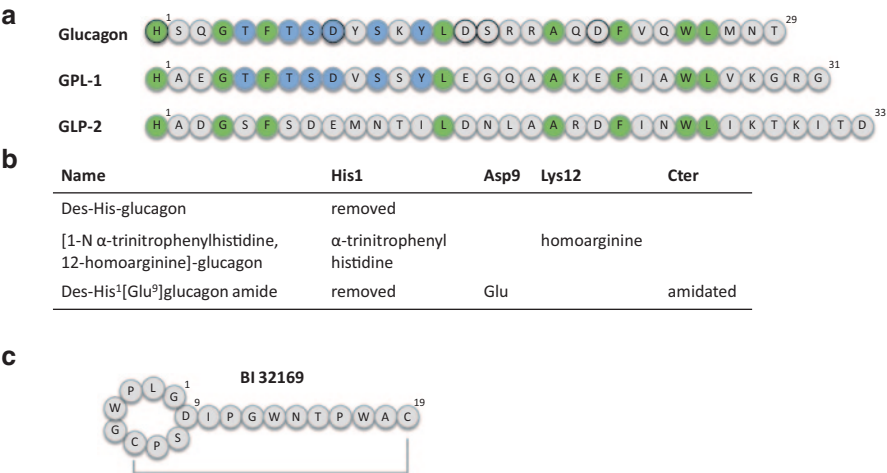 a
1 29
Glucagon H S Q G T F T S D Y S K Y L D S R R A Q D F V Q W L M N T
1 31
GPL-1 H A E G T F T S D V S S Y L E G Q A A K E F I A W L V K G R G
1 33
GLP-2 H A D G S F S D E M N T I L D N L A A R D F I N W L I K T K I T D
b
Name His1 Asp9 Lys12 Cter
Des-His-glucagon removed
[1-N α-trinitrophenylhistidine, α-trinitrophenyl homoarginine
12-homoarginine]-glucagon histidine
Des-His¹[Glu⁹]glucagon amide removed Glu amidated
c
BI 32169
1 9 19
G L P W G C P S D I P G W N T P W A C